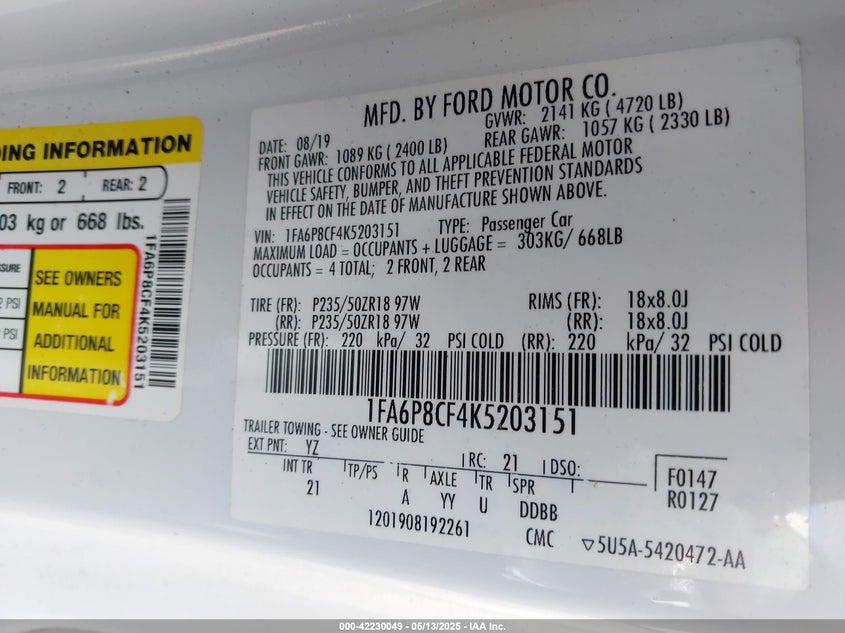 DING INFORMATION
FRONT: 2 REAR: 2
03 kg or 668 lbs.
SSURE
2 PSI
PSI
SEE OWNERS
MANUAL FOR
ADDITIONAL
INFORMATION
1FA6P8CF4K5203151
MFD. BY FORD MOTOR CO.
DATE: 08/19 GVWR: 2141 KG ( 4720 LB)
FRONT GAWR: 1089 KG ( 2400 LB) REAR GAWR: 1057 KG ( 2330 LB)
THIS VEHICLE CONFORMS TO ALL APPLICABLE FEDERAL MOTOR
VEHICLE SAFETY, BUMPER, AND THEFT PREVENTION STANDARDS
IN EFFECT ON THE DATE OF MANUFACTURE SHOWN ABOVE.
VIN: 1FA6P8CF4K5203151 TYPE: Passenger Car
MAXIMUM LOAD = OCCUPANTS + LUGGAGE = 303KG/ 668LB
OCCUPANTS = 4 TOTAL; 2 FRONT, 2 REAR
TIRE (FR): P235/50ZR18 97W RIMS (FR): 18x8.0J
(RR): P235/50ZR18 97W (RR): 18x8.0J
PRESSURE (FR): 220 kPa/ 32 PSI COLD (RR): 220 kPa/ 32 PSI COLD
1FA6P8CF4K5203151
TRAILER TOWING - SEE OWNER GUIDE
EXT PNT: YZ RC: 21 DSO:
INT TR TP/PS R AXLE TR SPR
21 A YY U DDBB
F0147
R0127
1201908192261 CMC ▽5U5A-5420472-AA
000-42230049 - 05/13/2025 - IAA Inc.